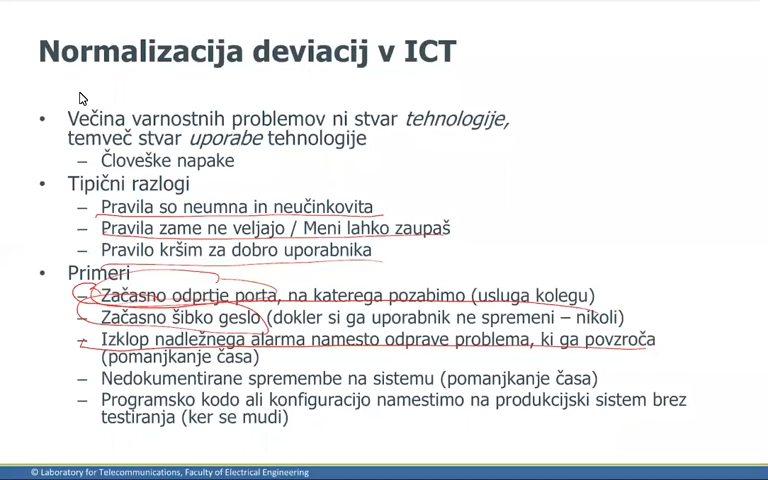 Normalizacija deviacij v ICT
• Večina varnostnih problemov ni stvar tehnologije,
temveč stvar uporabe tehnologije
– Človeške napake
• Tipični razlogi
– Pravila so neumna in neučinkovita
– Pravila zame ne veljajo / Meni lahko zaupaš
– Pravilo kršim za dobro uporabnika
• Primeri
– Začasno odprtje porta, na katerega pozabimo (usluga kolegu)
– Začasno šibko geslo (dokler si ga uporabnik ne spremeni – nikoli)
– Izklop nadležnega alarma namesto odprave problema, ki ga povzroča
(pomanjkanje časa)
– Nedokumentirane spremembe na sistemu (pomanjkanje časa)
– Programsko kodo ali konfiguracijo namestimo na produkcijski sistem brez
testiranja (ker se mudi)
© Laboratory for Telecommunications, Faculty of Electrical Engineering